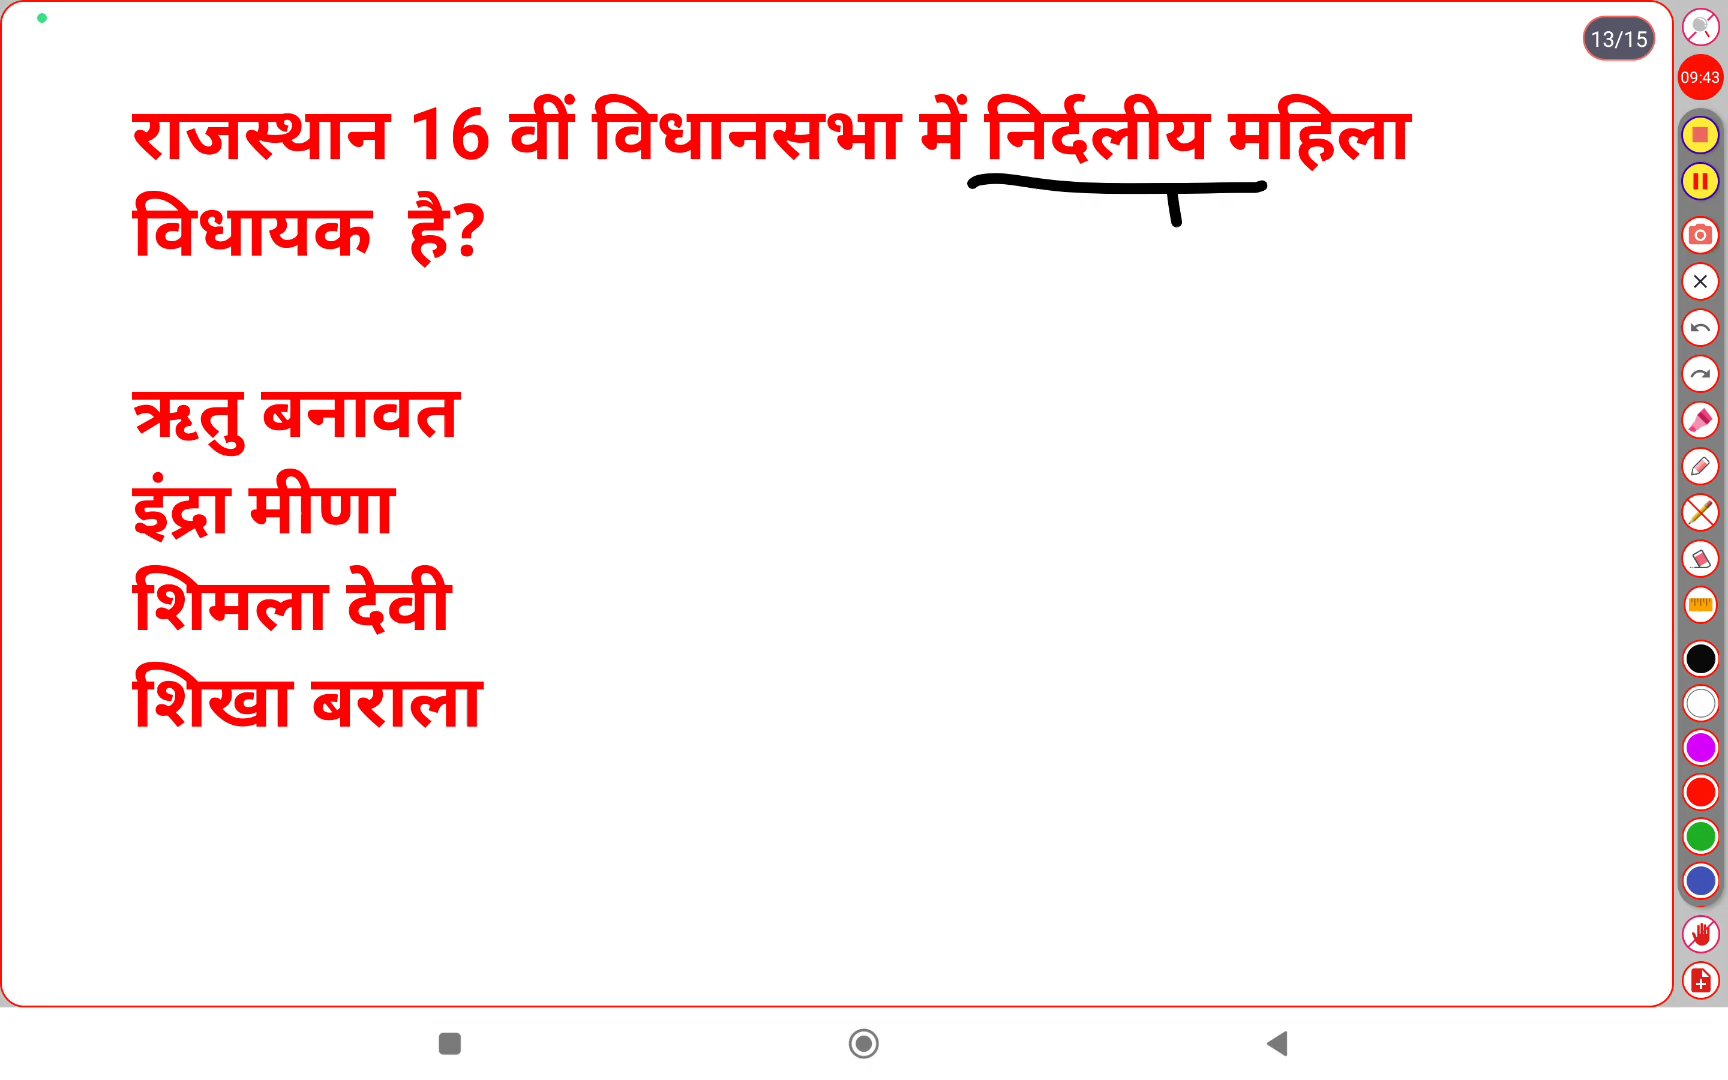 13/15
09:43
राजस्थान 16 वीं विधानसभा में निर्दलीय महिला
विधायक है?
ऋतु बनावत
इंद्रा मीणा
शिमला देवी
शिखा बराला